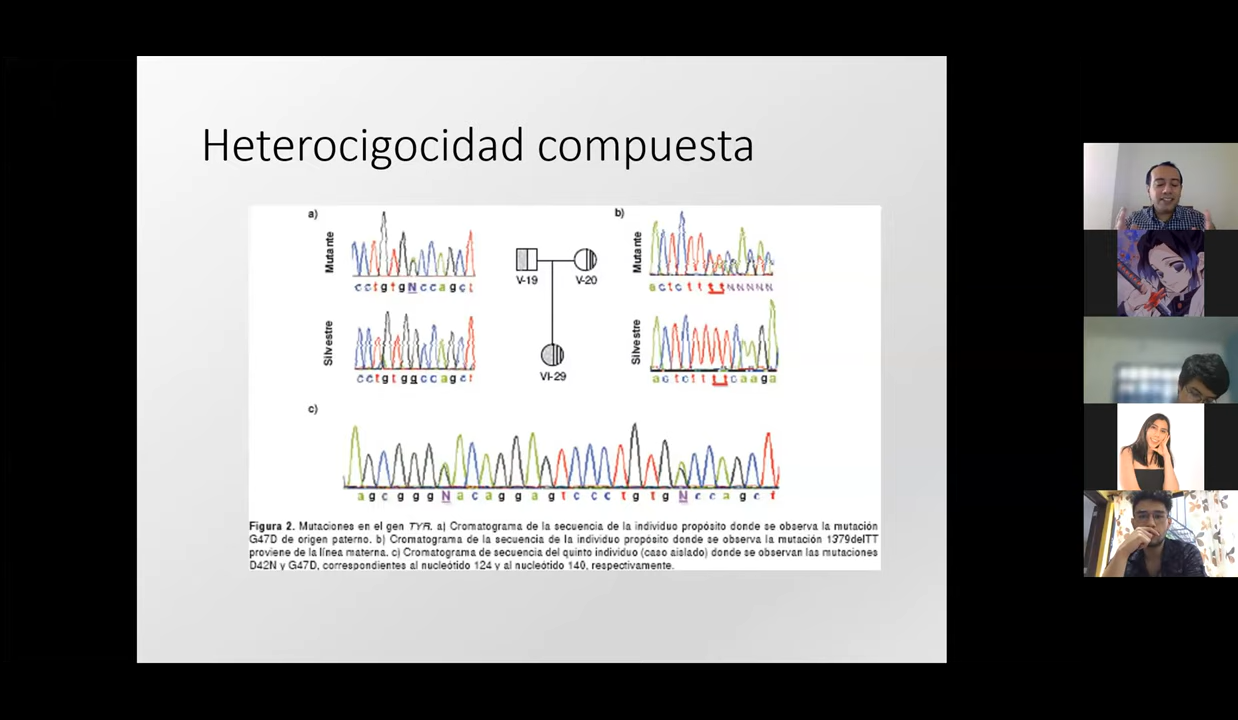 Heterocigocidad compuesta
a)
b)
Mutante
Mutante
V-19
V-20
cctgtgNccagct
actcttttNNNNN
Silvestre
Silvestre
VI-29
cctgtggccagct
actctttt caaga
c)
agcgggNacaggagtccctgtgNccagct
Figura 2. Mutaciones en el gen TYR. a) Cromatograma de la secuencia de la individuo propósito donde se observa la mutación
G47D de origen paterno. b) Cromatograma de la secuencia de la individuo propósito donde se observa la mutación 1379delTT
proviene de la línea materna. c) Cromatograma de secuencia del quinto individuo (caso aislado) donde se observan las mutaciones
D42N y G47D, correspondientes al nucleótido 124 y al nucleótido 140, respectivamente.